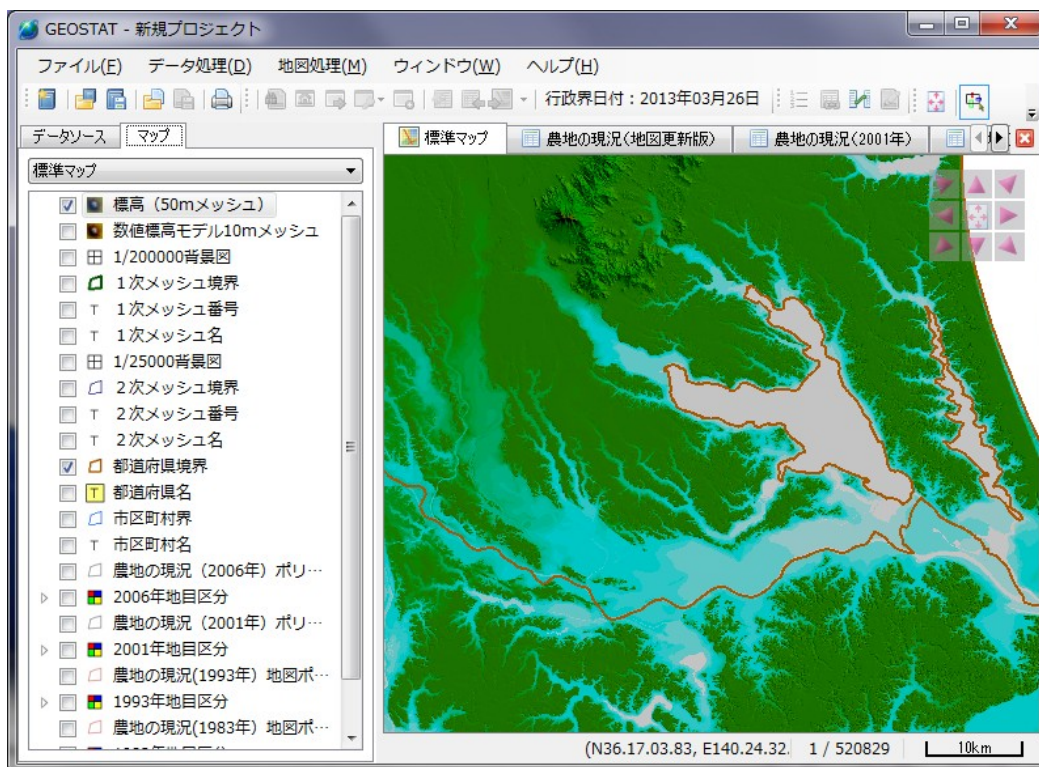 GEOSTAT - 新規プロジェクト
ファイル(F) データ処理(D) 地図処理(M) ウィンドウ(W) ヘルプ(H)
行政界日付：2013年03月26日
データソース マップ
標準マップ 農地の現況(地図更新版) 農地の現況(2001年)
標準マップ
標高（50mメッシュ）
数値標高モデル10mメッシュ
1/200000背景図
1次メッシュ境界
T 1次メッシュ番号
T 1次メッシュ名
1/25000背景図
2次メッシュ境界
T 2次メッシュ番号
T 2次メッシュ名
都道府県境界
T 都道府県名
市区町村界
T 市区町村名
農地の現況（2006年）ポリ…
2006年地目区分
農地の現況（2001年）ポリ…
2001年地目区分
農地の現況(1993年）地図ポ…
1993年地目区分
農地の現況(1983年）地図ポ…
(N36.17.03.83, E140.24.32. 1 / 520829 10km